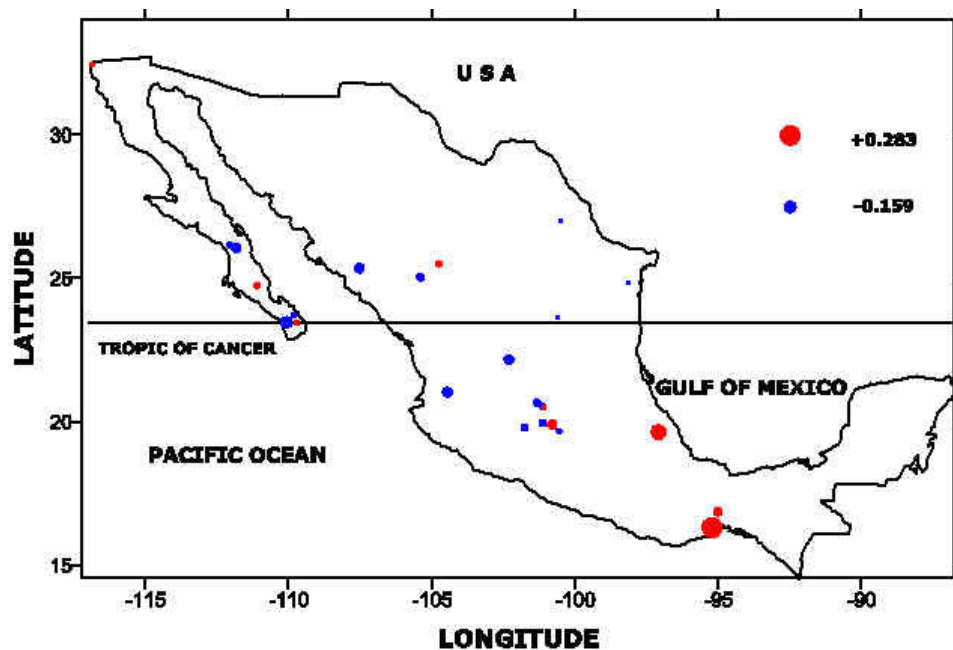 U S A
+0.283
-0.159
30
25
20
15
LATITUDE
TROPIC OF CANCER
GULF OF MEXICO
PACIFIC OCEAN
-115 -110 -105 -100 -95 -90
LONGITUDE